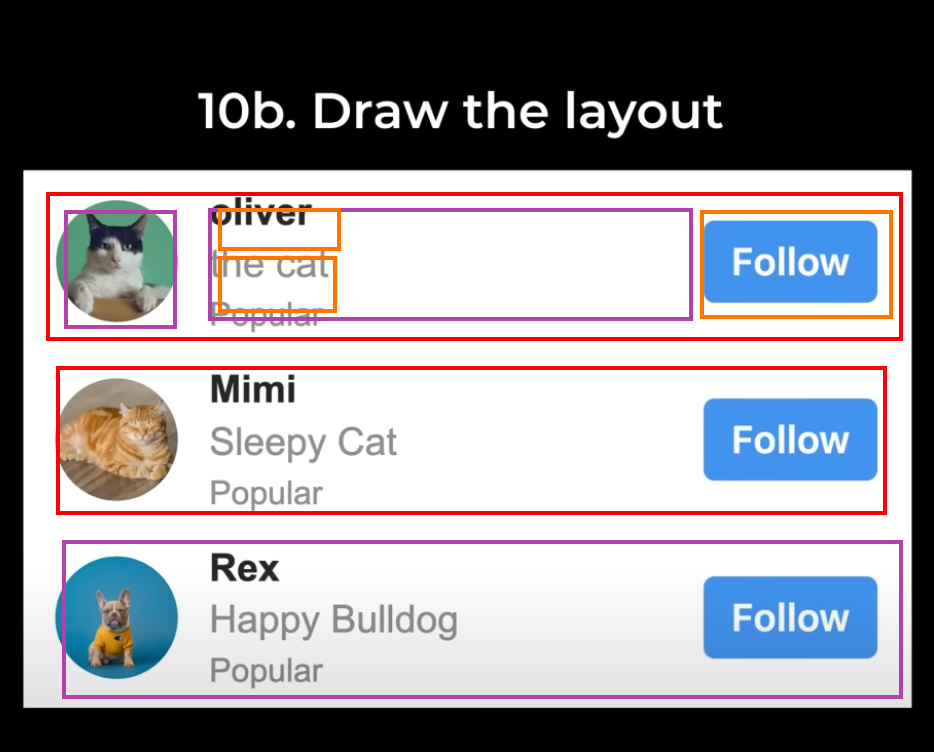 10b. Draw the layout
oliver
the cat
Popular
Follow
Mimi
Sleepy Cat
Popular
Follow
Rex
Happy Bulldog
Popular
Follow